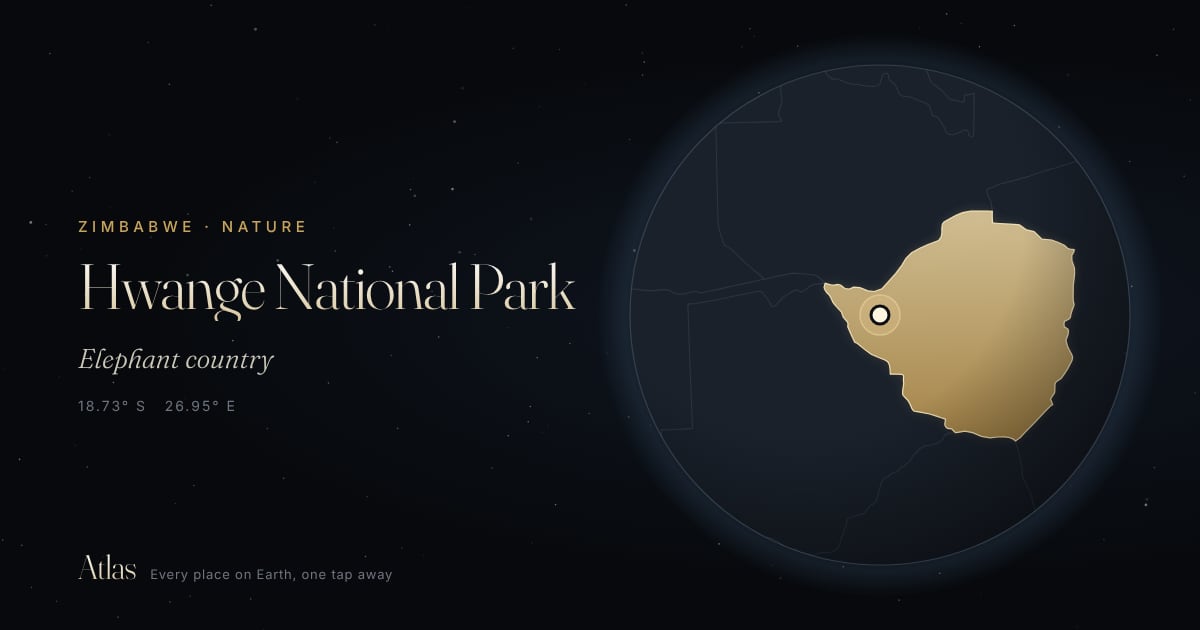 ZIMBABWE · NATURE
Hwange National Park
Elephant country
18.73° S 26.95° E
Atlas Every place on Earth, one tap away